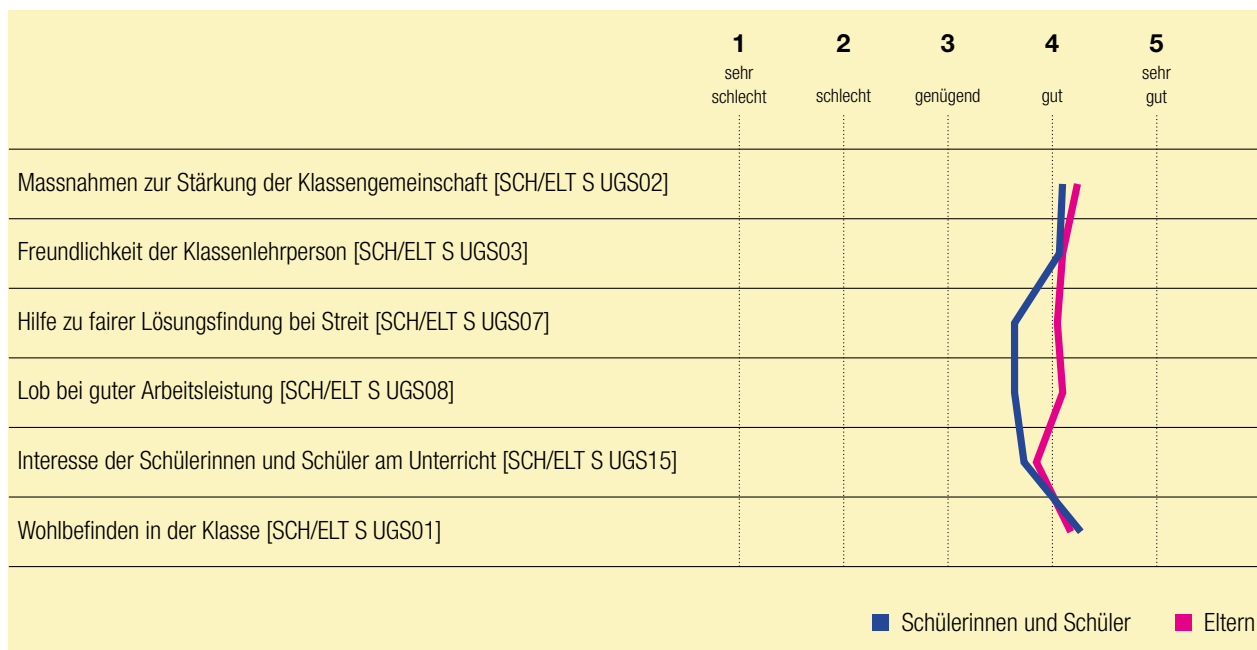 1 2 3 4 5
sehr schlecht schlecht genügend gut sehr gut
Massnahmen zur Stärkung der Klassengemeinschaft [SCH/ELT S UGS02]
Freundlichkeit der Klassenlehrperson [SCH/ELT S UGS03]
Hilfe zu fairer Lösungsfindung bei Streit [SCH/ELT S UGS07]
Lob bei guter Arbeitsleistung [SCH/ELT S UGS08]
Interesse der Schülerinnen und Schüler am Unterricht [SCH/ELT S UGS15]
Wohlbefinden in der Klasse [SCH/ELT S UGS01]
Schülerinnen und Schüler Eltern